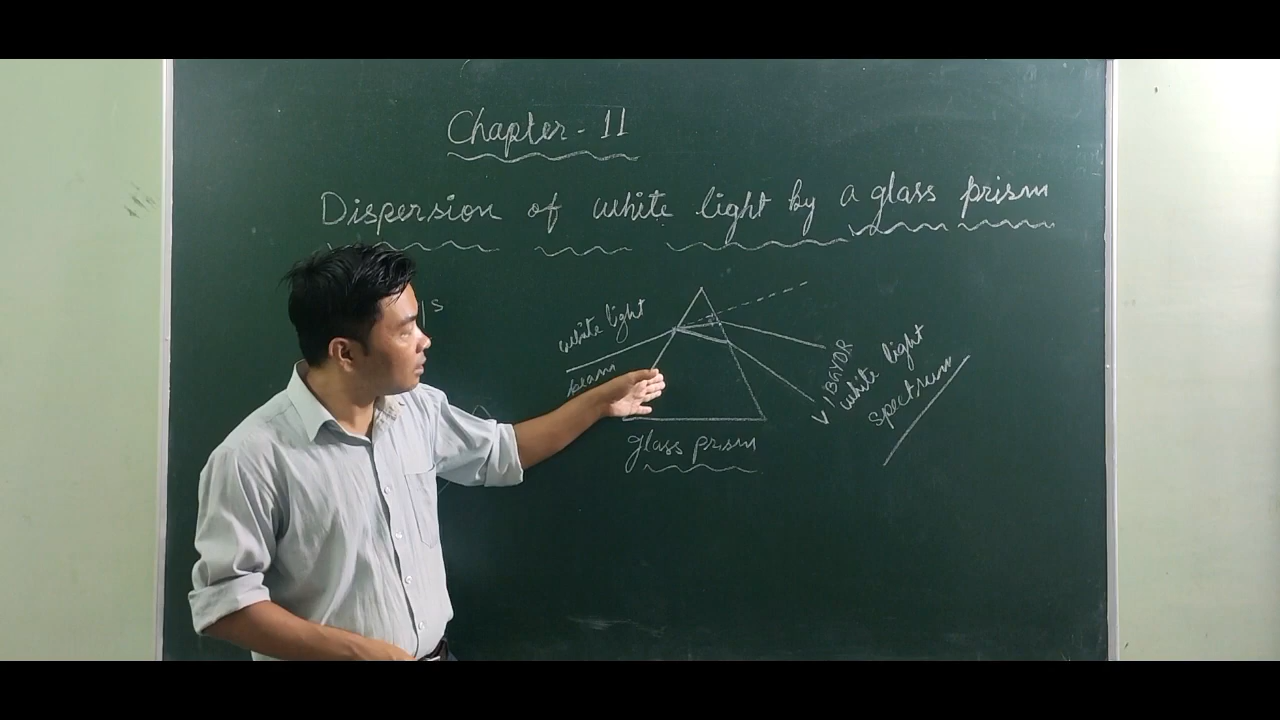 Chapter - 11
Dispersion of white light by a glass prism
/s
white light
beam
VIBGYOR
white light
spectrum
glass prism